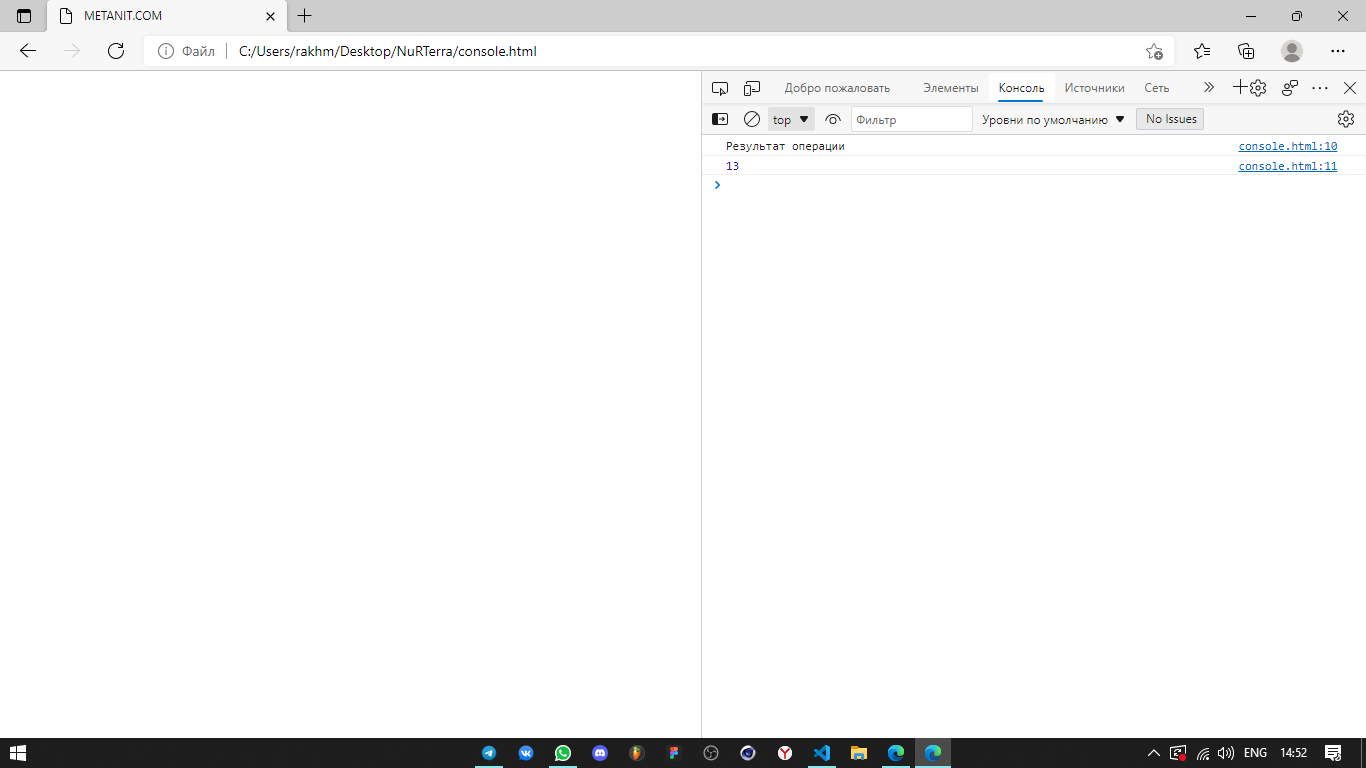 METANIT.COM
Файл
C:/Users/rakhm/Desktop/NuRTerra/console.html
Добро пожаловать Элементы Консоль Источники Сеть
top Фильтр Уровни по умолчанию No Issues
Результат операции console.html:10
13 console.html:11
ENG 14:52